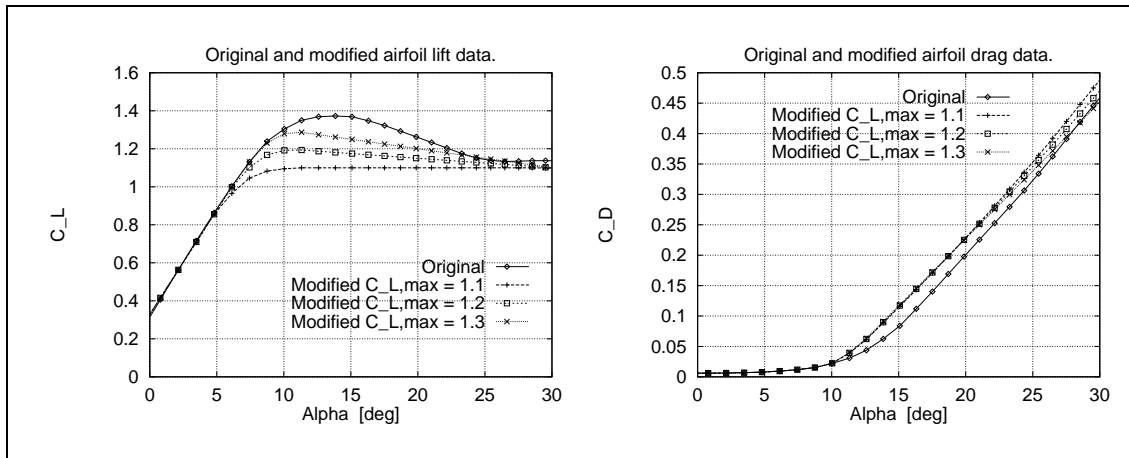 Original and modified airfoil lift data.
1.6
1.4
1.2
1
0.8
0.6
0.4
0.2
0
C_L
Original
Modified C_L,max = 1.1
Modified C_L,max = 1.2
Modified C_L,max = 1.3
0 5 10 15 20 25 30
Alpha [deg]
Original and modified airfoil drag data.
0.5
0.45
0.4
0.35
0.3
0.25
0.2
0.15
0.1
0.05
0
C_D
Original
Modified C_L,max = 1.1
Modified C_L,max = 1.2
Modified C_L,max = 1.3
0 5 10 15 20 25 30
Alpha [deg]